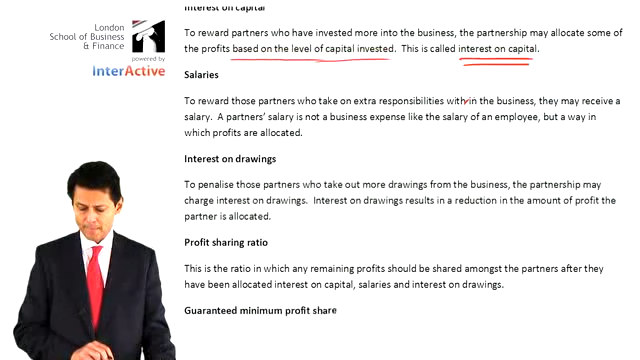 London
School of Business
& Finance
powered by
InterActive
Interest on capital
To reward partners who have invested more into the business, the partnership may allocate some of
the profits based on the level of capital invested. This is called interest on capital.
Salaries
To reward those partners who take on extra responsibilities with in the business, they may receive a
salary. A partners' salary is not a business expense like the salary of an employee, but a way in
which profits are allocated.
Interest on drawings
To penalise those partners who take out more drawings from the business, the partnership may
charge interest on drawings. Interest on drawings results in a reduction in the amount of profit the
partner is allocated.
Profit sharing ratio
This is the ratio in which any remaining profits should be shared amongst the partners after they
have been allocated interest on capital, salaries and interest on drawings.
Guaranteed minimum profit share